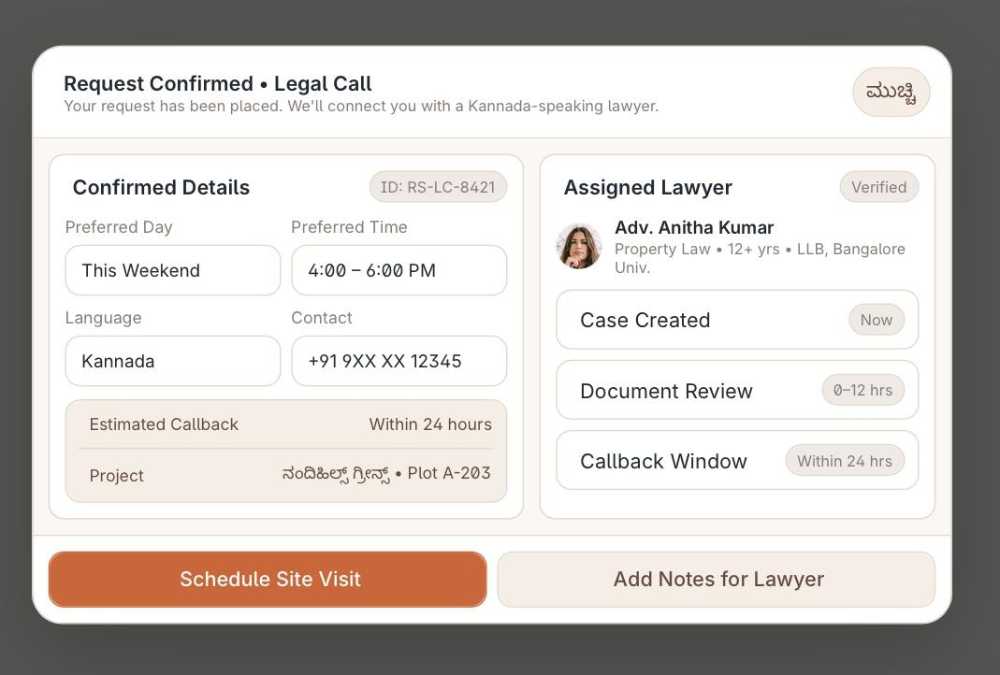 Request Confirmed • Legal Call
Your request has been placed. We'll connect you with a Kannada-speaking lawyer.
ಮುಚ್ಚಿ
Confirmed Details
ID: RS-LC-8421
Preferred Day
Preferred Time
This Weekend
4:00 – 6:00 PM
Language
Contact
Kannada
+91 9XX XX 12345
Estimated Callback
Within 24 hours
Project
ನಂದಿಹಿಲ್ಸ್ ಗ್ರೀನ್ಸ್ • Plot A-203
Assigned Lawyer
Verified
Adv. Anitha Kumar
Property Law • 12+ yrs • LLB, Bangalore
Univ.
Case Created
Now
Document Review
0–12 hrs
Callback Window
Within 24 hrs
Schedule Site Visit
Add Notes for Lawyer